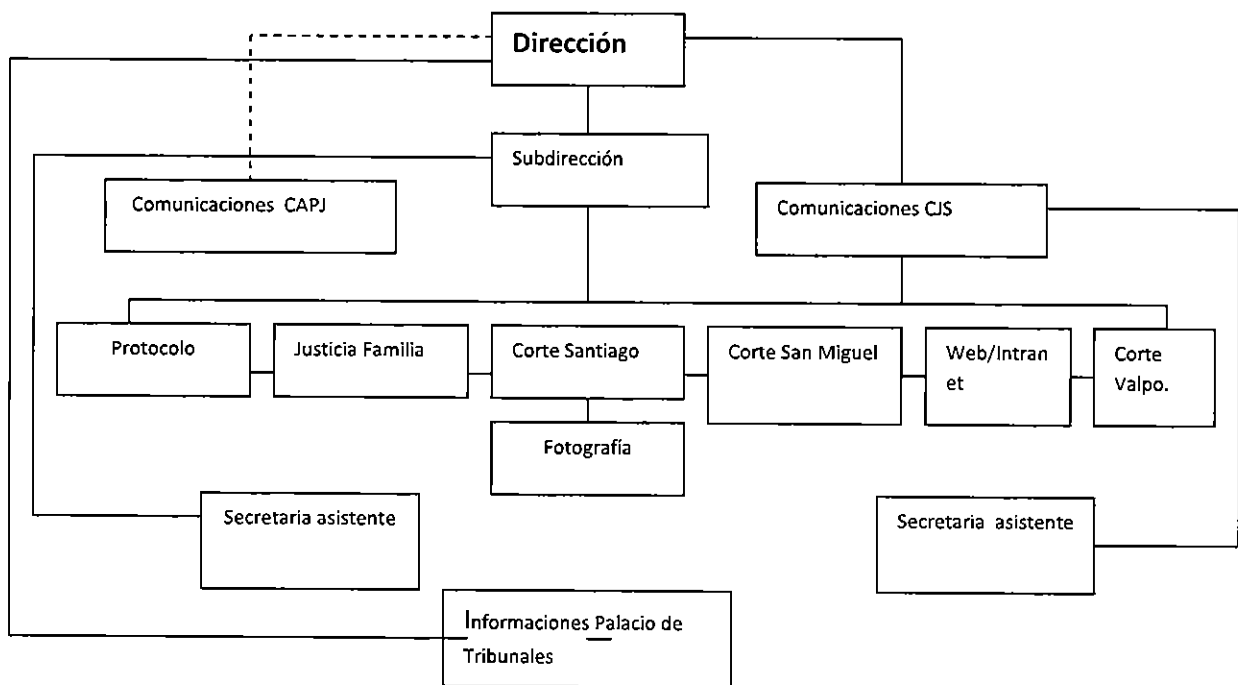 Dirección
Subdirección
Comunicaciones CAPJ
Comunicaciones CJS
Protocolo
Justicia Familia
Corte Santiago
Corte San Miguel
Web/Intran
et
Corte
Valpo.
Fotografía
Secretaria asistente
Secretaria asistente
Informaciones Palacio de
Tribunales